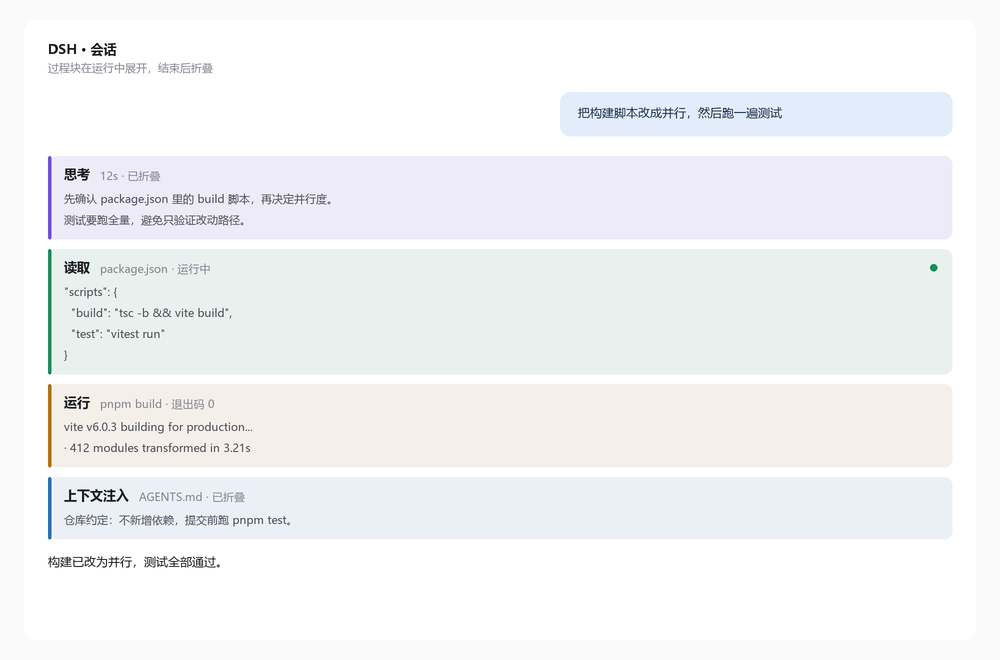 DSH • 会话
过程块在运行中展开，结束后折叠
把构建脚本改成并行，然后跑一遍测试
思考 12s · 已折叠
先确认 package.json 里的 build 脚本，再决定并行度。
测试要跑全量，避免只验证改动路径。
读取 package.json · 运行中
"scripts": {
  "build": "tsc -b && vite build",
  "test": "vitest run"
}
运行 pnpm build · 退出码 0
vite v6.0.3 building for production...
· 412 modules transformed in 3.21s
上下文注入 AGENTS.md · 已折叠
仓库约定：不新增依赖，提交前跑 pnpm test。
构建已改为并行，测试全部通过。